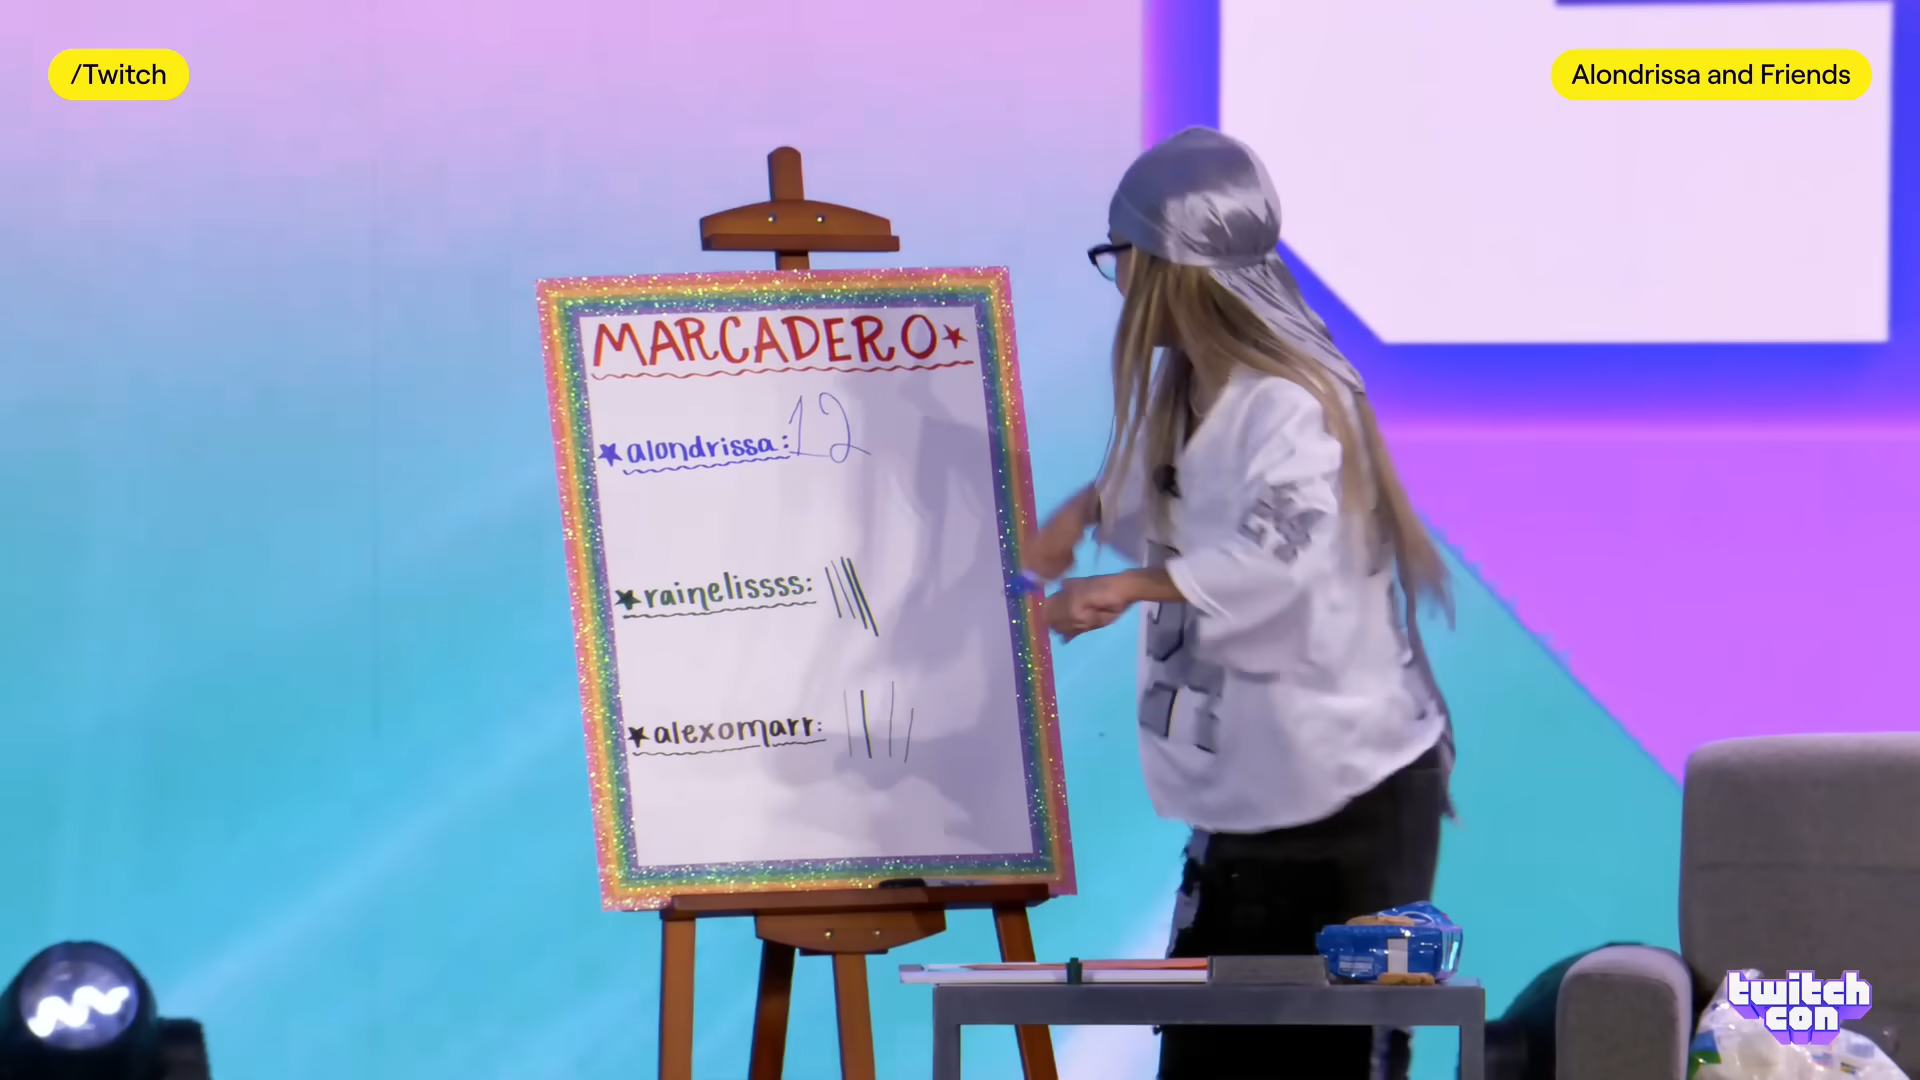 /Twitch
Alondrissa and Friends
MARCADERO
alondrissa: 12
rainelissss:
alexomarr:
twitch
con